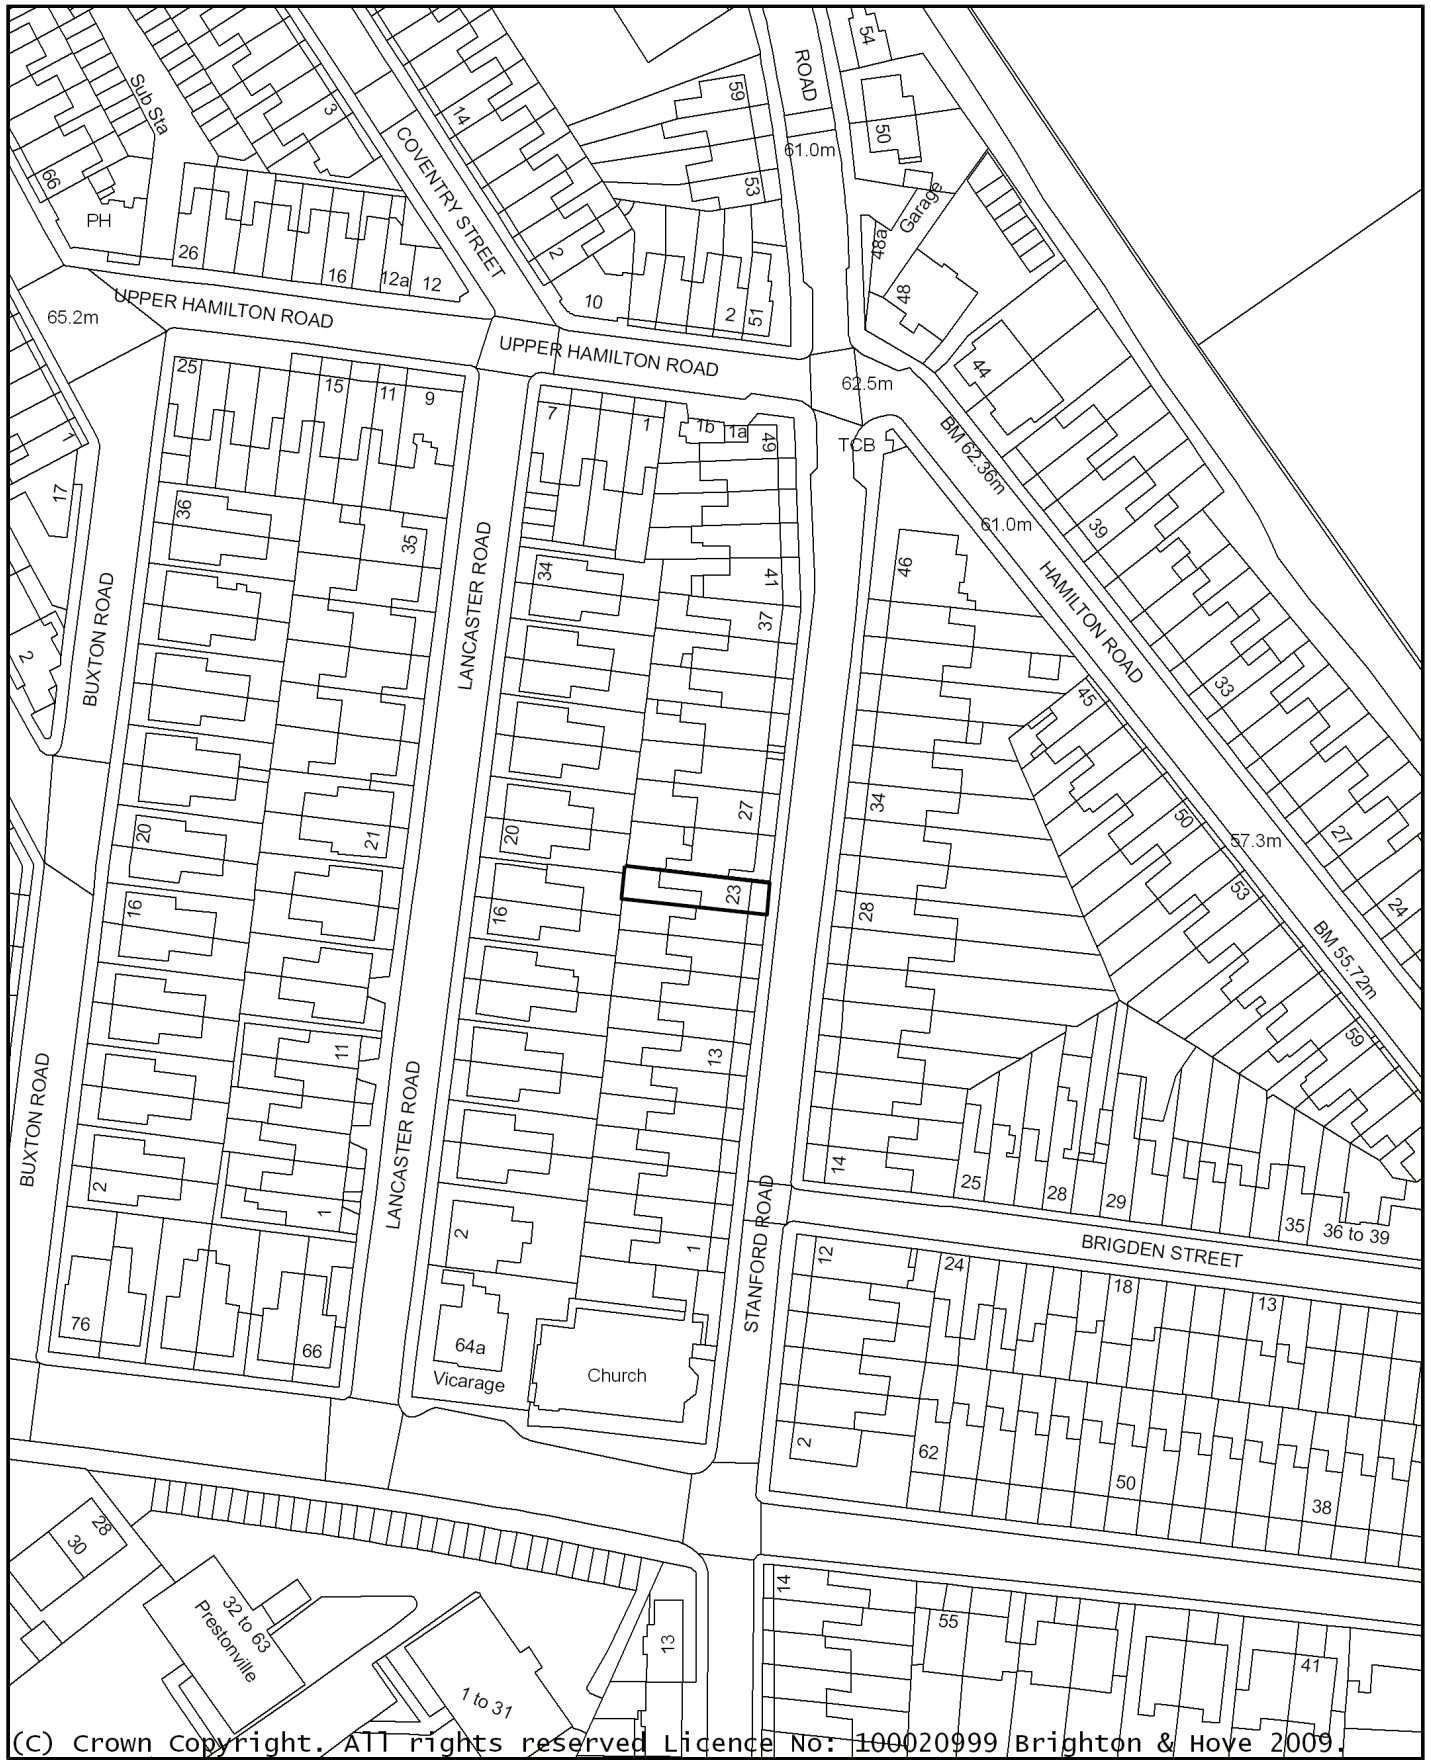 54
ROAD
59
Sub Sta
3
14
50
COVENTRY STREET
61.0m
66
53
Garage
PH
48a
26
2
16
12a
12
48
10
2
51
UPPER HAMILTON ROAD
65.2m
UPPER HAMILTON ROAD
25
15
11
9
44
62.5m
7
1
1b
1a
49
TCB
BM 62.36m
1
17
36
35
61.0m
39
34
41
46
37
HAMILTON ROAD
LANCASTER ROAD
BUXTON ROAD
2
33
45
27
34
20
21
20
50
57.3m
27
23
53
16
16
28
24
BM 55.72m
11
13
59
BUXTON ROAD
LANCASTER ROAD
2
14
25
28
29
1
STANFORD ROAD
2
1
35
36 to 39
BRIGDEN STREET
12
24
18
13
76
66
64a
Vicarage
Church
2
62
50
38
28
30
14
32 to 63
Prestonville
13
55
41
1 to 31
(C) Crown Copyright. All rights reserved Licence No: 100020999 Brighton & Hove 2009.